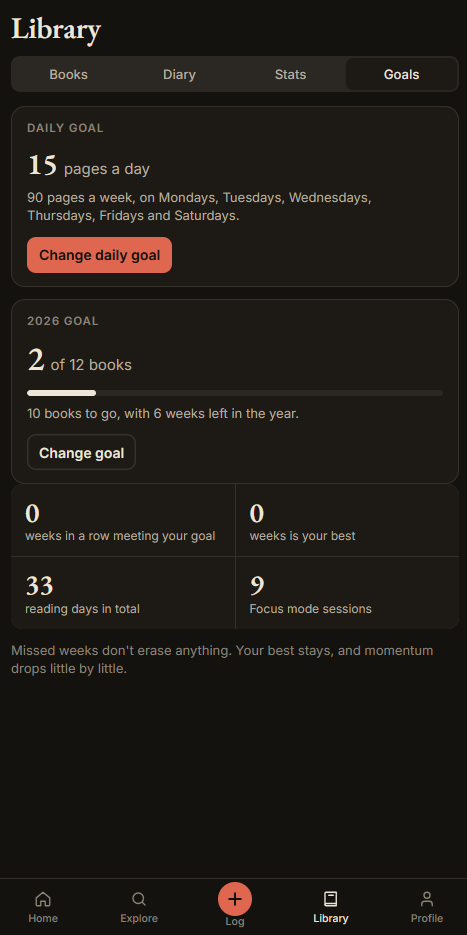 Library
Books
Diary
Stats
Goals
DAILY GOAL
15 pages a day
90 pages a week, on Mondays, Tuesdays, Wednesdays,
Thursdays, Fridays and Saturdays.
Change daily goal
2026 GOAL
2 of 12 books
10 books to go, with 6 weeks left in the year.
Change goal
0
weeks in a row meeting your goal
0
weeks is your best
33
reading days in total
9
Focus mode sessions
Missed weeks don't erase anything. Your best stays, and momentum
drops little by little.
Home
Explore
Log
Library
Profile